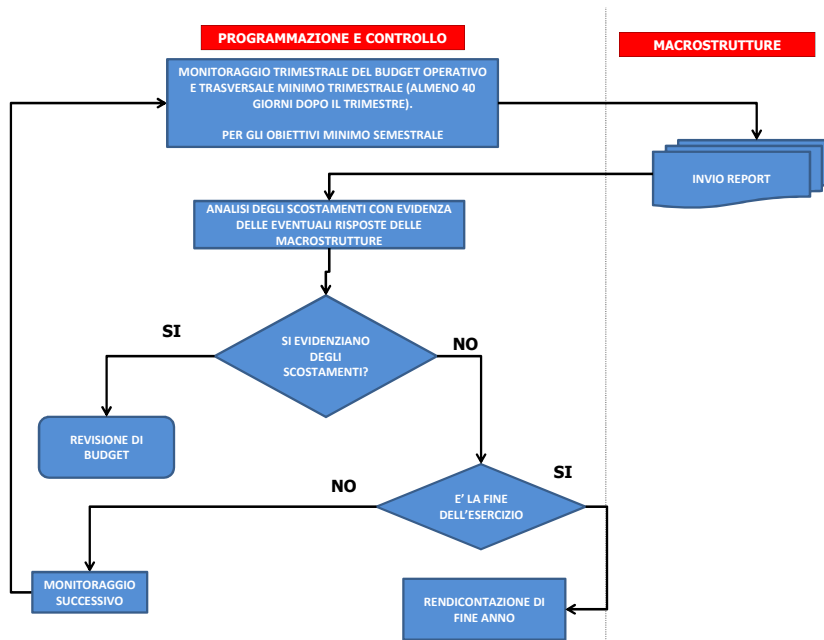 PROGRAMMAZIONE E CONTROLLO
MACROSTRUTTURE
MONITORAGGIO TRIMESTRALE DEL BUDGET OPERATIVO
E TRASVERSALE MINIMO TRIMESTRALE (ALMENO 40
GIORNI DOPO IL TRIMESTRE).
PER GLI OBIETTIVI MINIMO SEMESTRALE
INVIO REPORT
ANALISI DEGLI SCOSTAMENTI CON EVIDENZA
DELLE EVENTUALI RISPOSTE DELLE
MACROSTRUTTURE
SI
SI EVIDENZIANO
DEGLI
SCOSTAMENTI?
NO
REVISIONE DI
BUDGET
NO
E' LA FINE
DELL'ESERCIZIO
SI
MONITORAGGIO
SUCCESSIVO
RENDICONTAZIONE DI
FINE ANNO